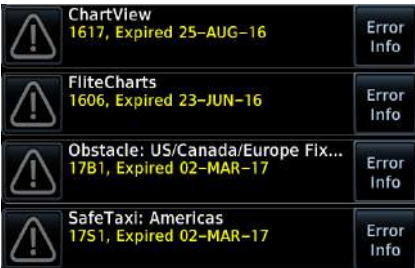 ChartView
1617, Expired 25-AUG-16
Error
Info
FliteCharts
1606, Expired 23-JUN-16
Error
Info
Obstacle: US/Canada/Europe Fix...
17B1, Expired 02-MAR-17
Error
Info
SafeTaxi: Americas
17S1, Expired 02-MAR-17
Error
Info